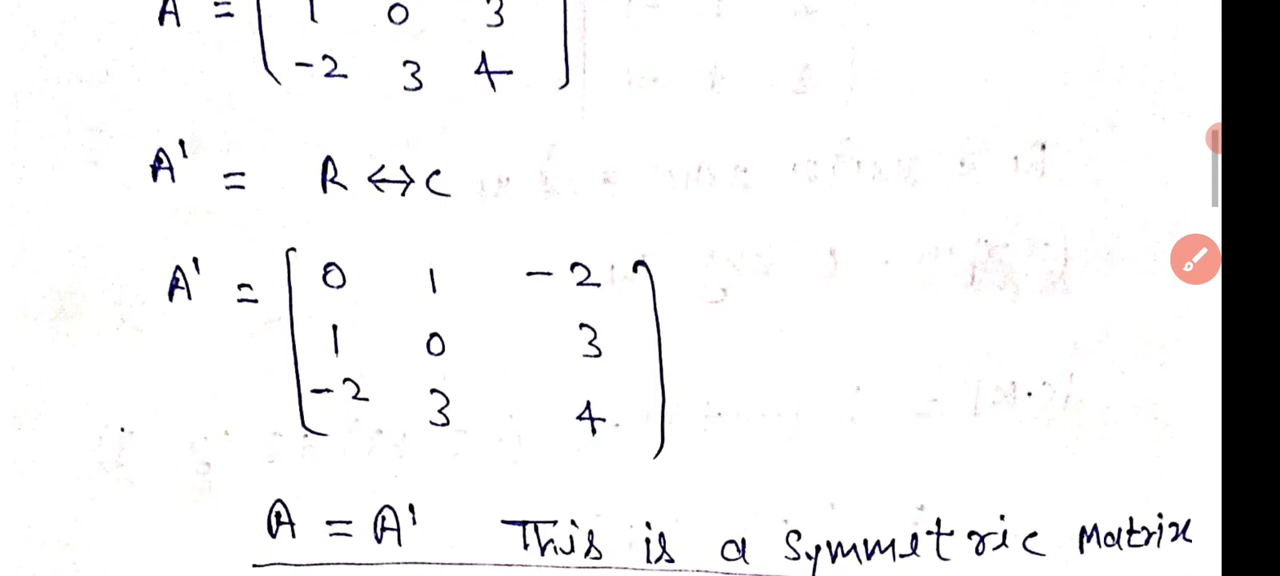 A = 1 0 3
-2 3 4
A' = R ↔ C
A' = 0 1 -2
1 0 3
-2 3 4
A = A' This is a symmetric Matrix